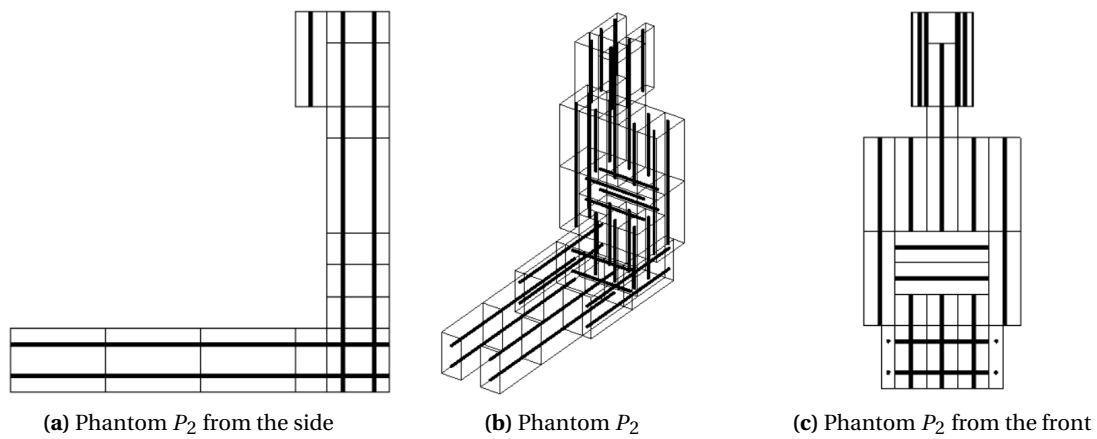 (a) Phantom P₂ from the side
(b) Phantom P₂
(c) Phantom P₂ from the front